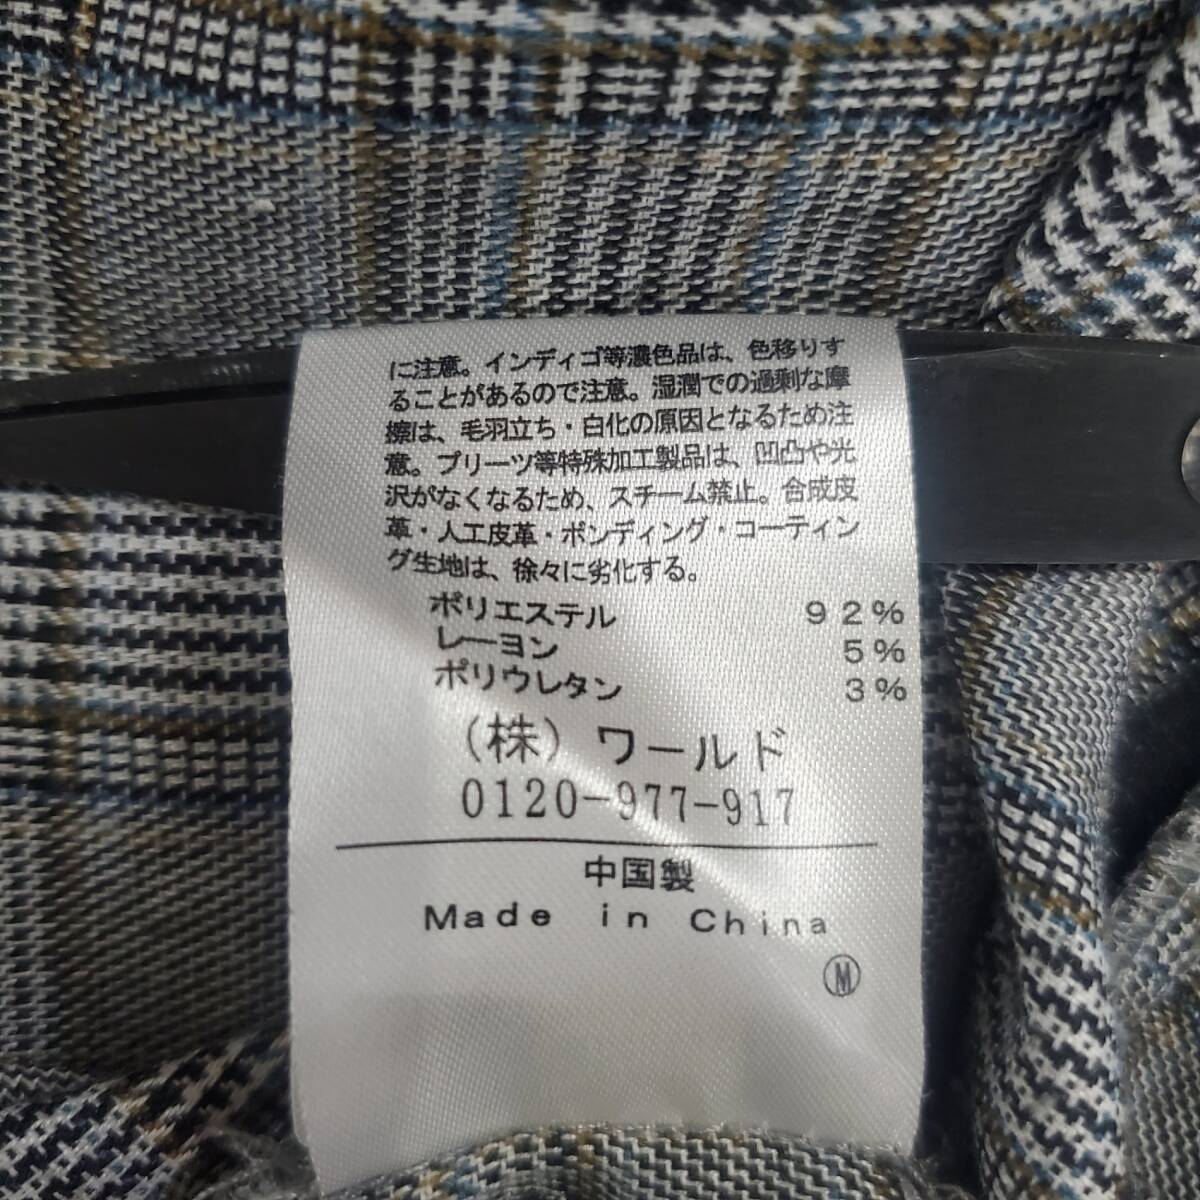 に注意。インディゴ等濃色品は、色移りす
ることがあるので注意。湿潤での過剰な摩
擦は、毛羽立ち・白化の原因となるため注
意。プリーツ等特殊加工製品は、凹凸や光
沢がなくなるため、スチーム禁止。合成皮
革・人工皮革・ボンディング・コーティン
グ生地は、徐々に劣化する。
ポリエステル 92%
レーヨン 5%
ポリウレタン 3%
(株) ワールド
0120-977-917
中国製
Made in China
Ⓜ